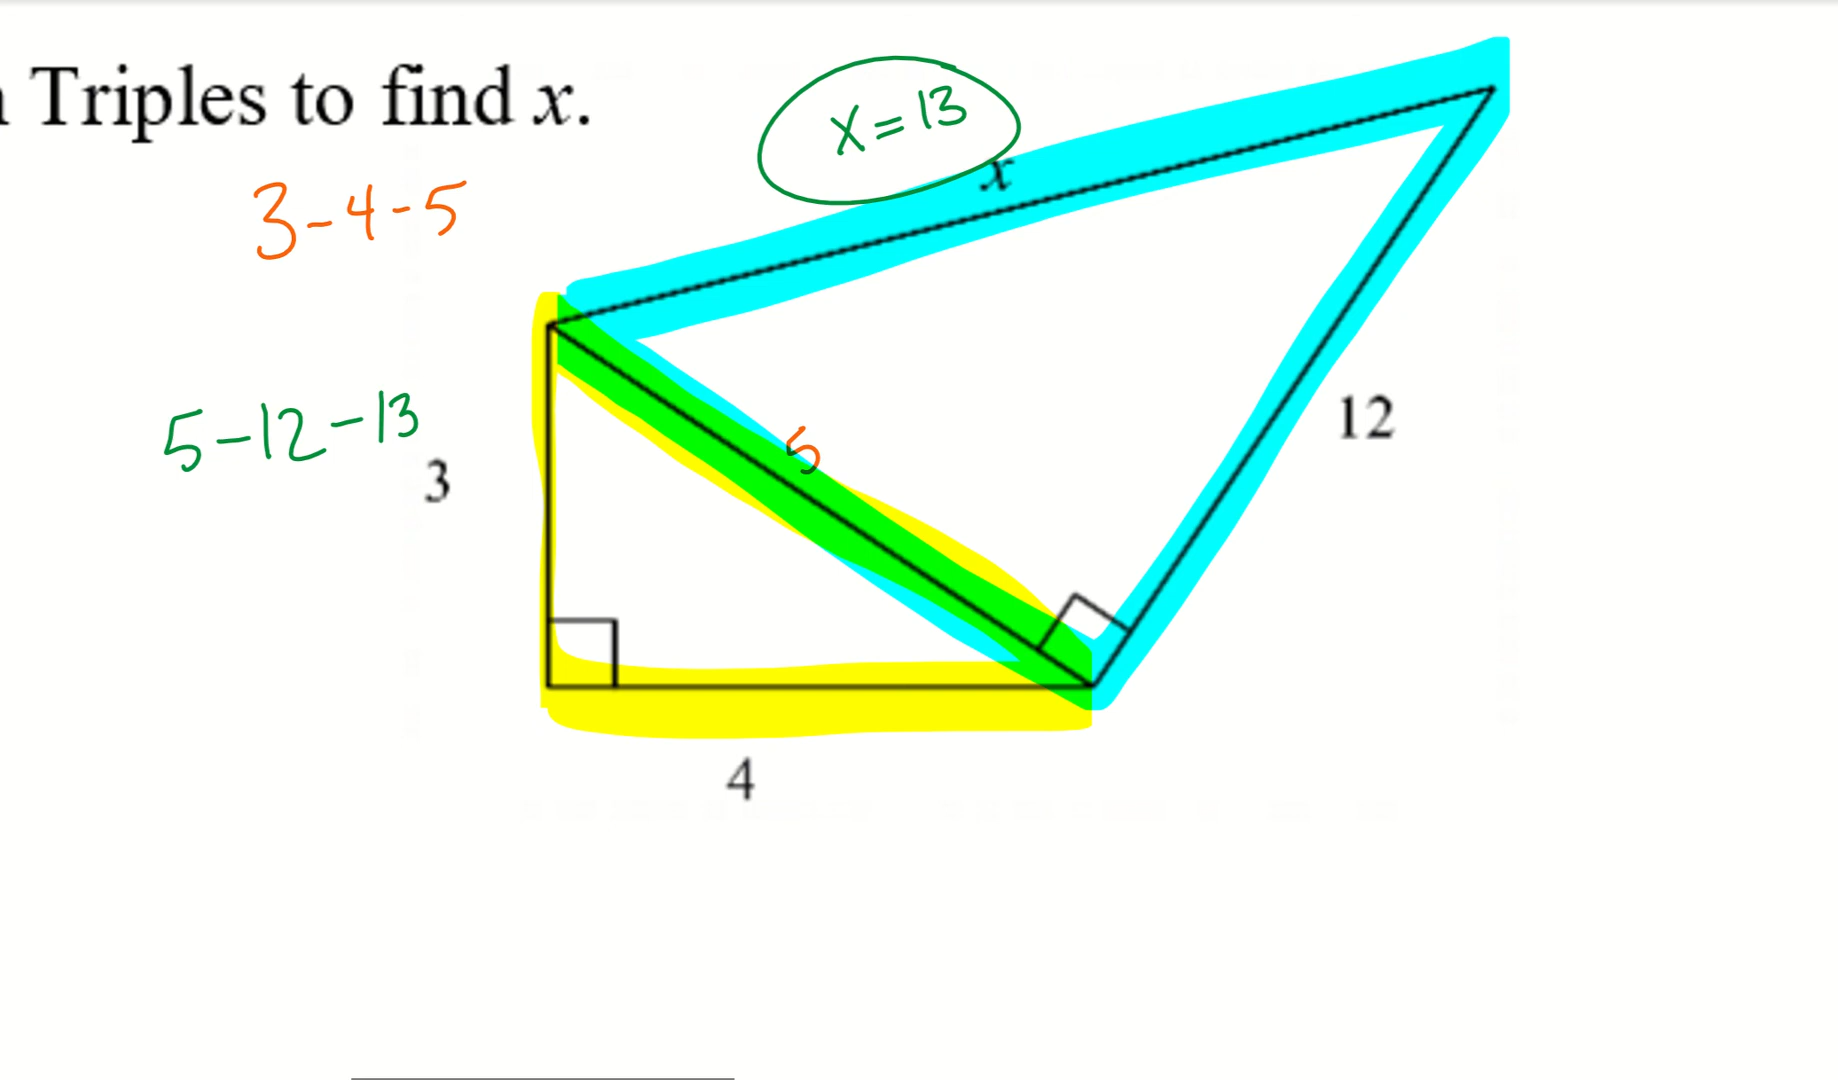 Triples to find x.
x = 13
x
3-4-5
5-12-13
5
12
3
4